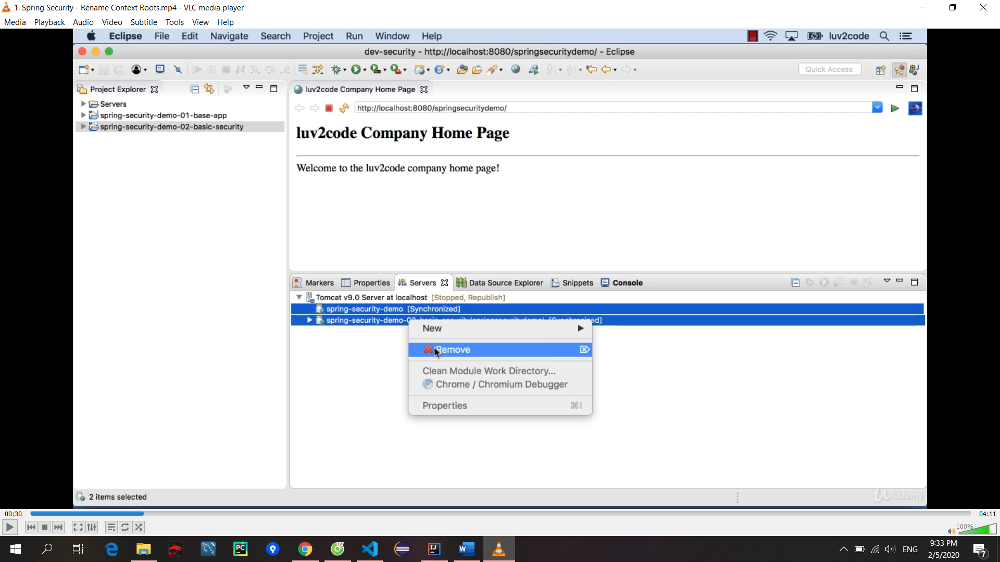 1. Spring Security - Rename Context Roots.mp4 - VLC media player
Media Playback Audio Video Subtitle Tools View Help
Eclipse File Edit Navigate Search Project Run Window Help luv2code
dev-security - http://localhost:8080/springsecuritydemo/ - Eclipse
Quick Access
Project Explorer
Servers
spring-security-demo-01-base-app
spring-security-demo-02-basic-security
luv2code Company Home Page
http://localhost:8080/springsecuritydemo/
luv2code Company Home Page
Welcome to the luv2code company home page!
Markers Properties Servers Data Source Explorer Snippets Console
Tomcat v9.0 Server at localhost [Stopped, Republish]
spring-security-demo [Synchronized]
New
Remove
Clean Module Work Directory...
Chrome / Chromium Debugger
Properties ⌘I
2 items selected
Udemy
00:30 04:11
100%
PC
IJ
W
ENG
9:33 PM
2/5/2020
7